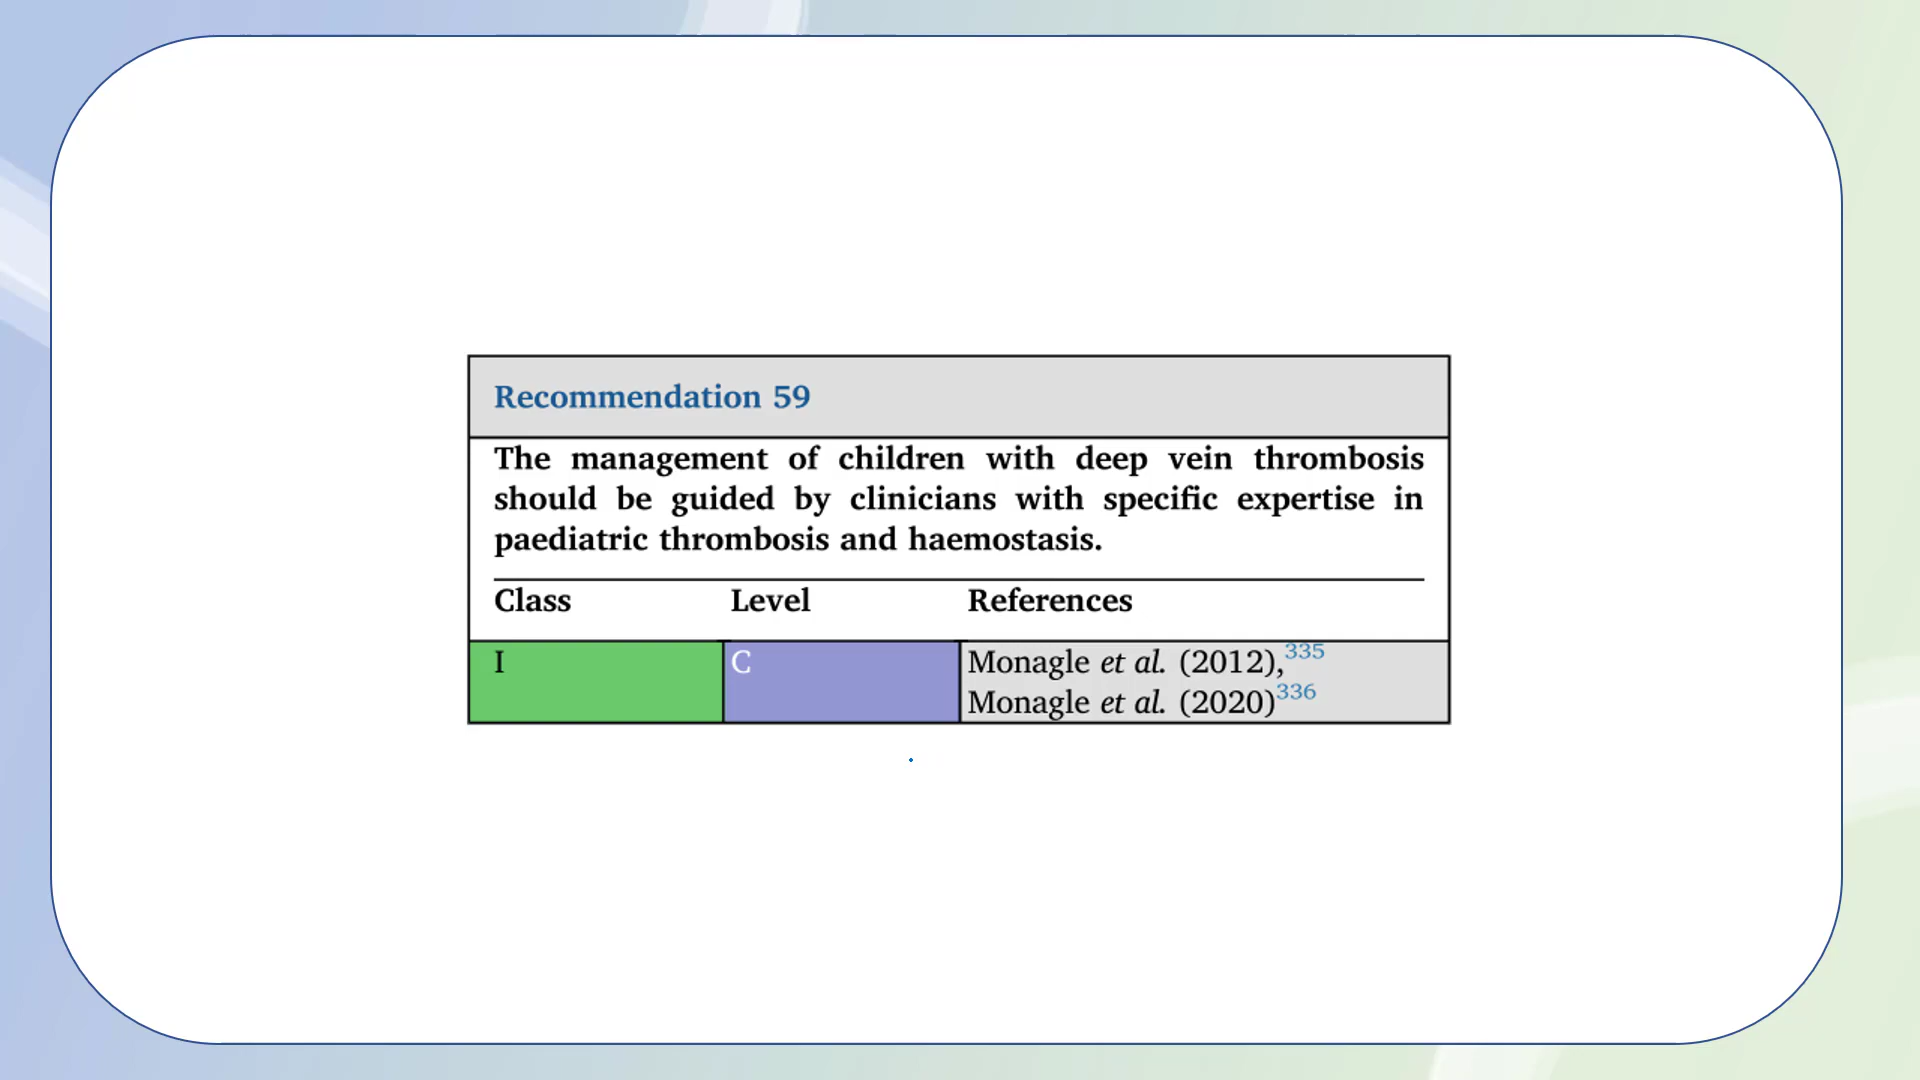 Recommendation 59
The management of children with deep vein thrombosis
should be guided by clinicians with specific expertise in
paediatric thrombosis and haemostasis.
Class Level References
I C Monagle et al. (2012),335
Monagle et al. (2020)336